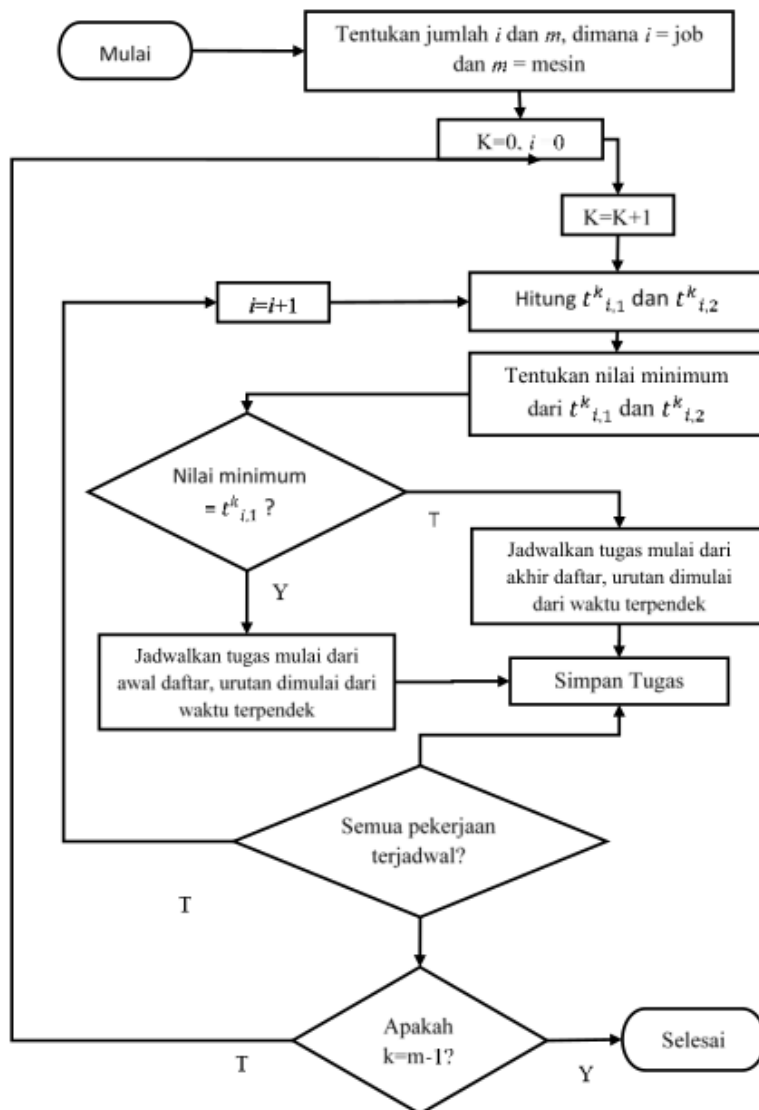 Mulai
Tentukan jumlah i dan m, dimana i = job
dan m = mesin
K=0, i=0
K=K+1
i=i+1
Hitung t^k_{i,1} dan t^k_{i,2}
Tentukan nilai minimum
dari t^k_{i,1} dan t^k_{i,2}
Nilai minimum
= t^k_{i,1} ?
T
Jadwalkan tugas mulai dari
akhir daftar, urutan dimulai
dari waktu terpendek
Y
Jadwalkan tugas mulai dari
awal daftar, urutan dimulai dari
waktu terpendek
Simpan Tugas
Semua pekerjaan
terjadwal?
T
Apakah
k=m-1?
Selesai
T
Y